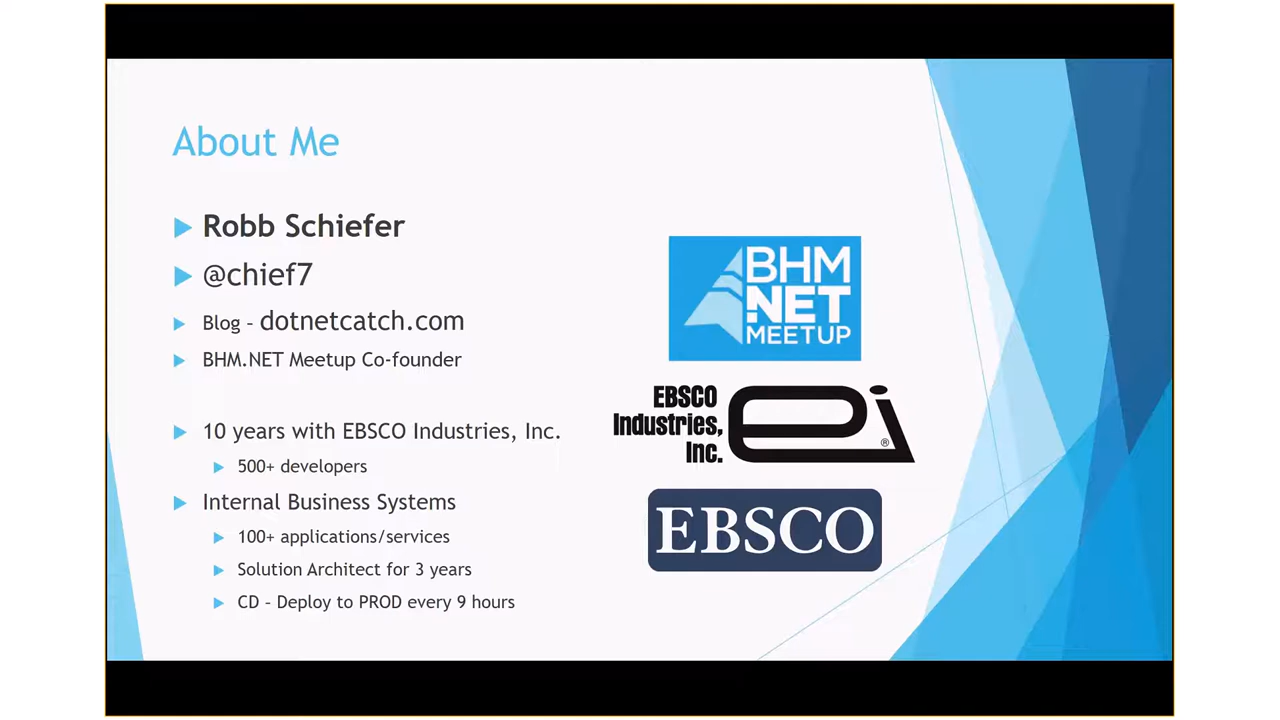 About Me
Robb Schiefer
@chief7
Blog – dotnetcatch.com
BHM.NET Meetup Co-founder
10 years with EBSCO Industries, Inc.
500+ developers
Internal Business Systems
100+ applications/services
Solution Architect for 3 years
CD – Deploy to PROD every 9 hours
BHM
.NET
MEETUP
EBSCO
Industries,
Inc.
ei ®
EBSCO